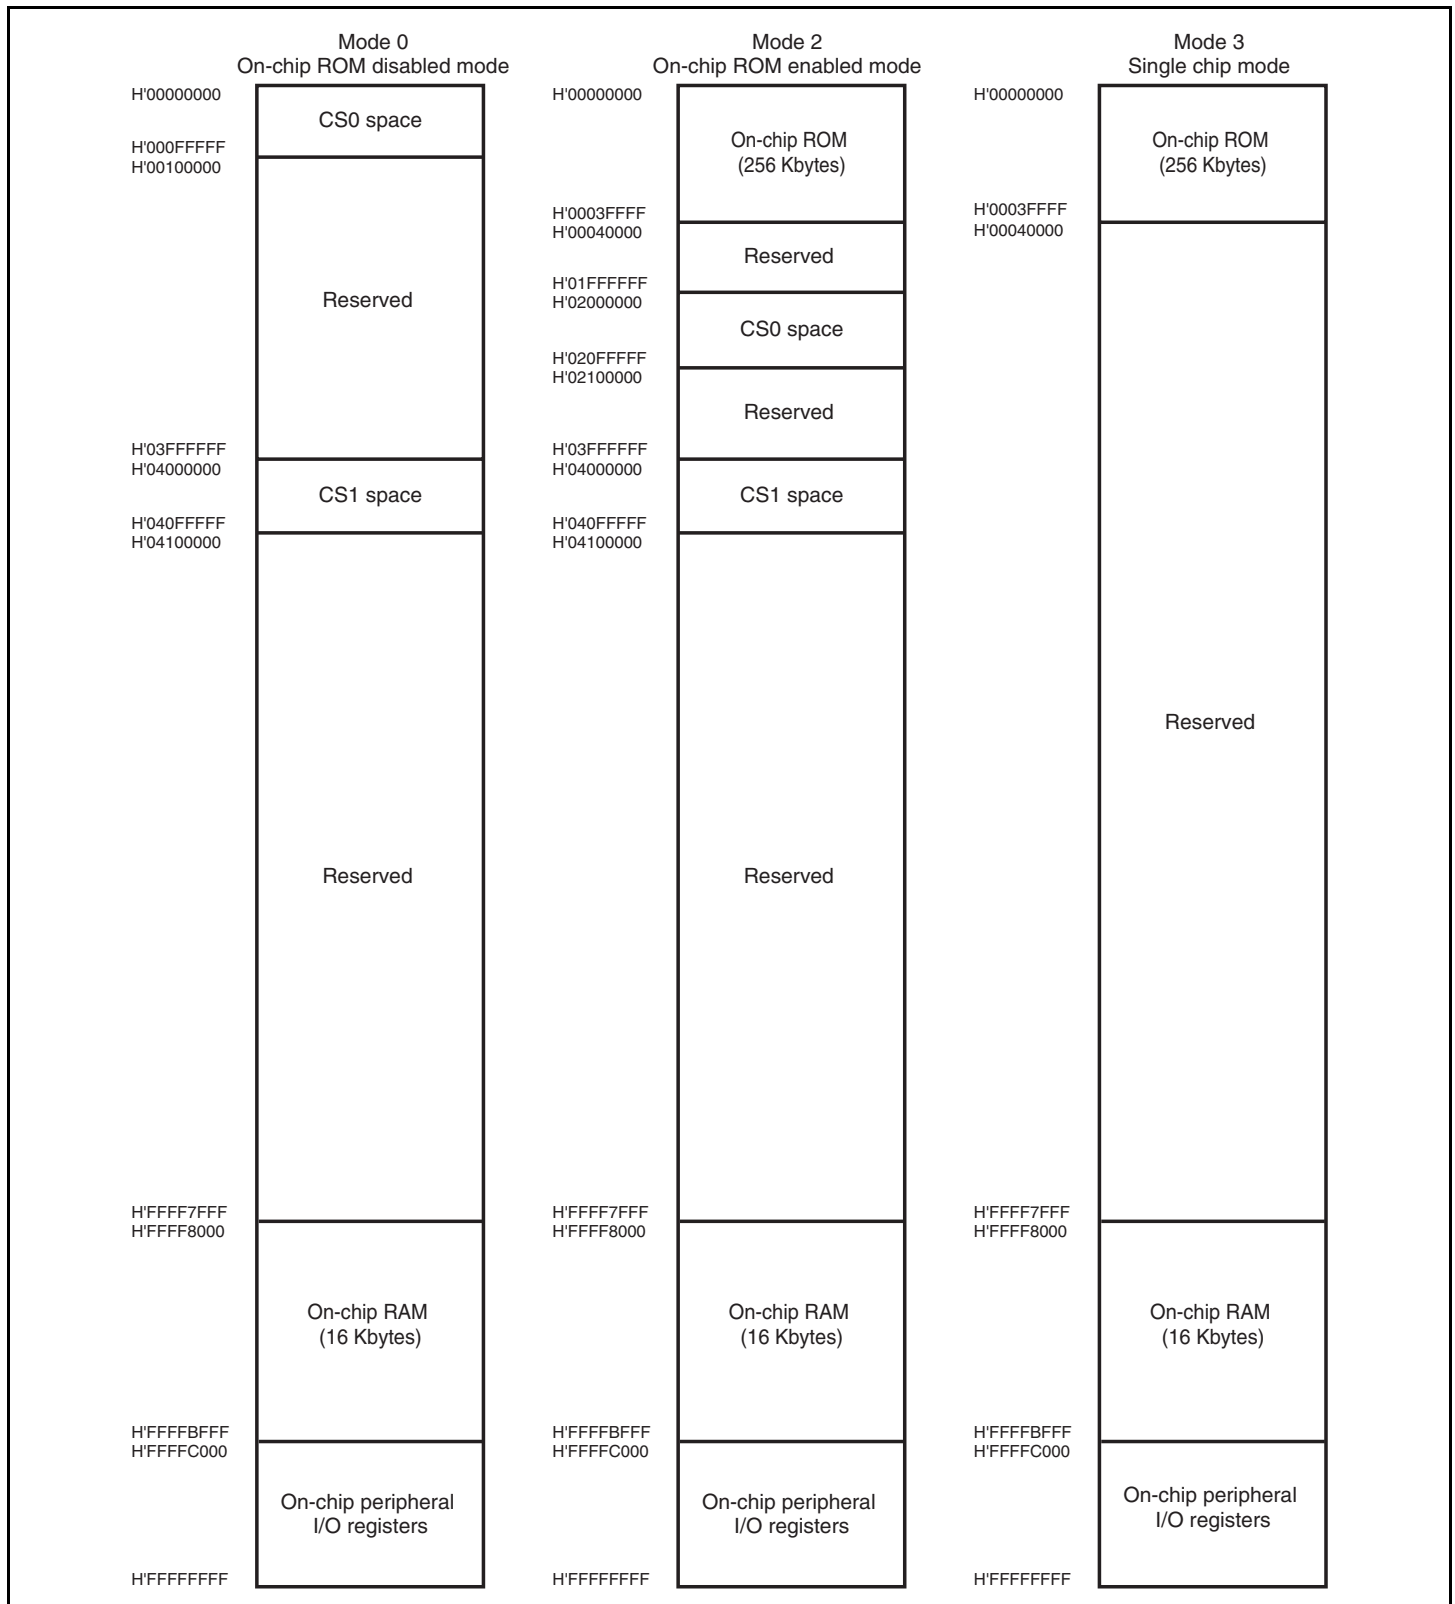 Mode 0
On-chip ROM disabled mode
H'00000000
CS0 space
H'000FFFFF
H'00100000
Reserved
H'03FFFFFF
H'04000000
CS1 space
H'040FFFFF
H'04100000
Reserved
H'FFFF7FFF
H'FFFF8000
On-chip RAM
(16 Kbytes)
H'FFFFBFFF
H'FFFFC000
On-chip peripheral
I/O registers
H'FFFFFFFF
Mode 2
On-chip ROM enabled mode
H'00000000
On-chip ROM
(256 Kbytes)
H'0003FFFF
H'00040000
Reserved
H'01FFFFFF
H'02000000
CS0 space
H'020FFFFF
H'02100000
Reserved
H'03FFFFFF
H'04000000
CS1 space
H'040FFFFF
H'04100000
Reserved
H'FFFF7FFF
H'FFFF8000
On-chip RAM
(16 Kbytes)
H'FFFFBFFF
H'FFFFC000
On-chip peripheral
I/O registers
H'FFFFFFFF
Mode 3
Single chip mode
H'00000000
On-chip ROM
(256 Kbytes)
H'0003FFFF
H'00040000
Reserved
H'FFFF7FFF
H'FFFF8000
On-chip RAM
(16 Kbytes)
H'FFFFBFFF
H'FFFFC000
On-chip peripheral
I/O registers
H'FFFFFFFF